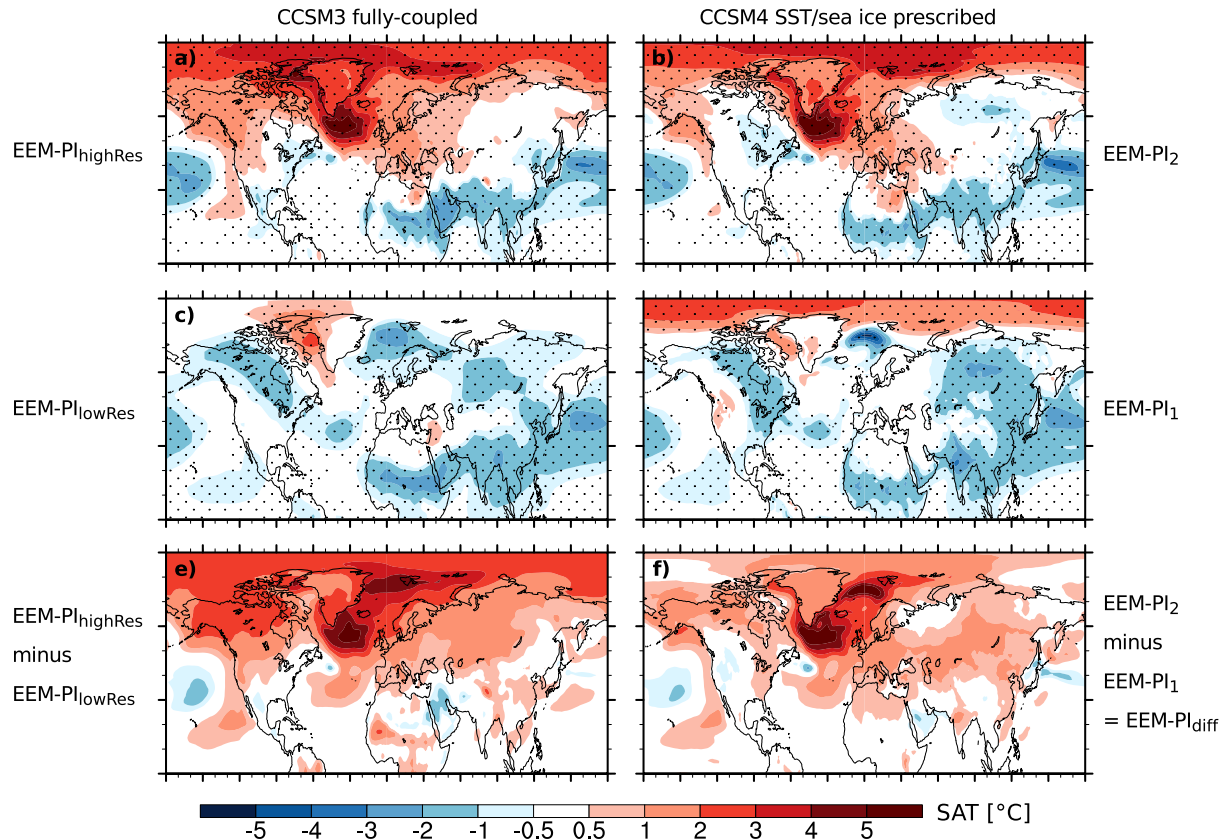 CCSM3 fully-coupled
CCSM4 SST/sea ice prescribed
a)
b)
EEM-PIhighRes
EEM-PI2
c)
EEM-PIlowRes
EEM-PI1
e)
f)
EEM-PIhighRes
minus
EEM-PIlowRes
EEM-PI2
minus
EEM-PI1
= EEM-PIdiff
-5 -4 -3 -2 -1 -0.5 0.5 1 2 3 4 5
SAT [°C]